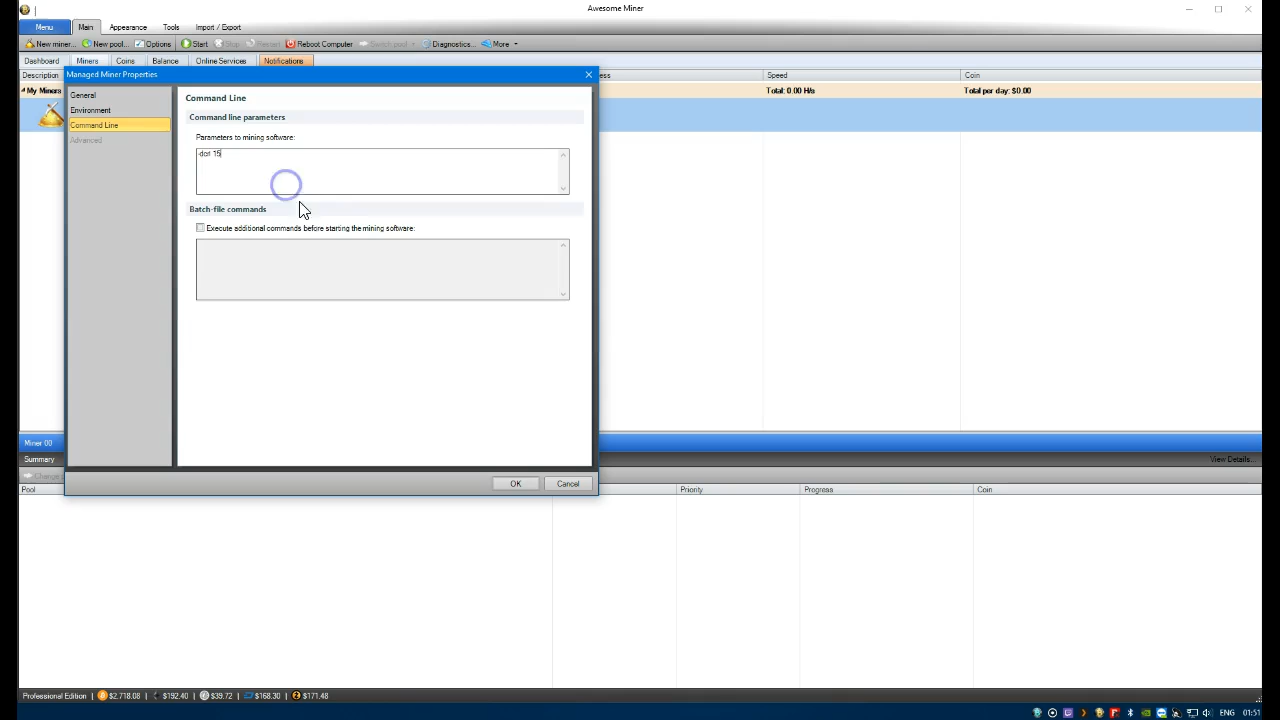 Awesome Miner
Menu Main Appearance Tools Import / Export
New miner... New pool... Options Start Stop Restart Reboot Computer Switch pool Diagnostics... More
Dashboard Miners Coins Balance Online Services Notifications
Description Speed Coin
Managed Miner Properties
My Miners Total: 0.00 H/s Total per day: $0.00
General
Environment
Command Line
Advanced
Command Line
Command line parameters
Parameters to mining software:
-dcri 15
Batch-file commands
Execute additional commands before starting the mining software:
OK Cancel
Miner 00
Summary View Details...
Change
Pool Priority Progress Coin
Professional Edition | $2,718.08 | $192.40 | $39.72 | $168.30 | $171.48
ENG 01:51